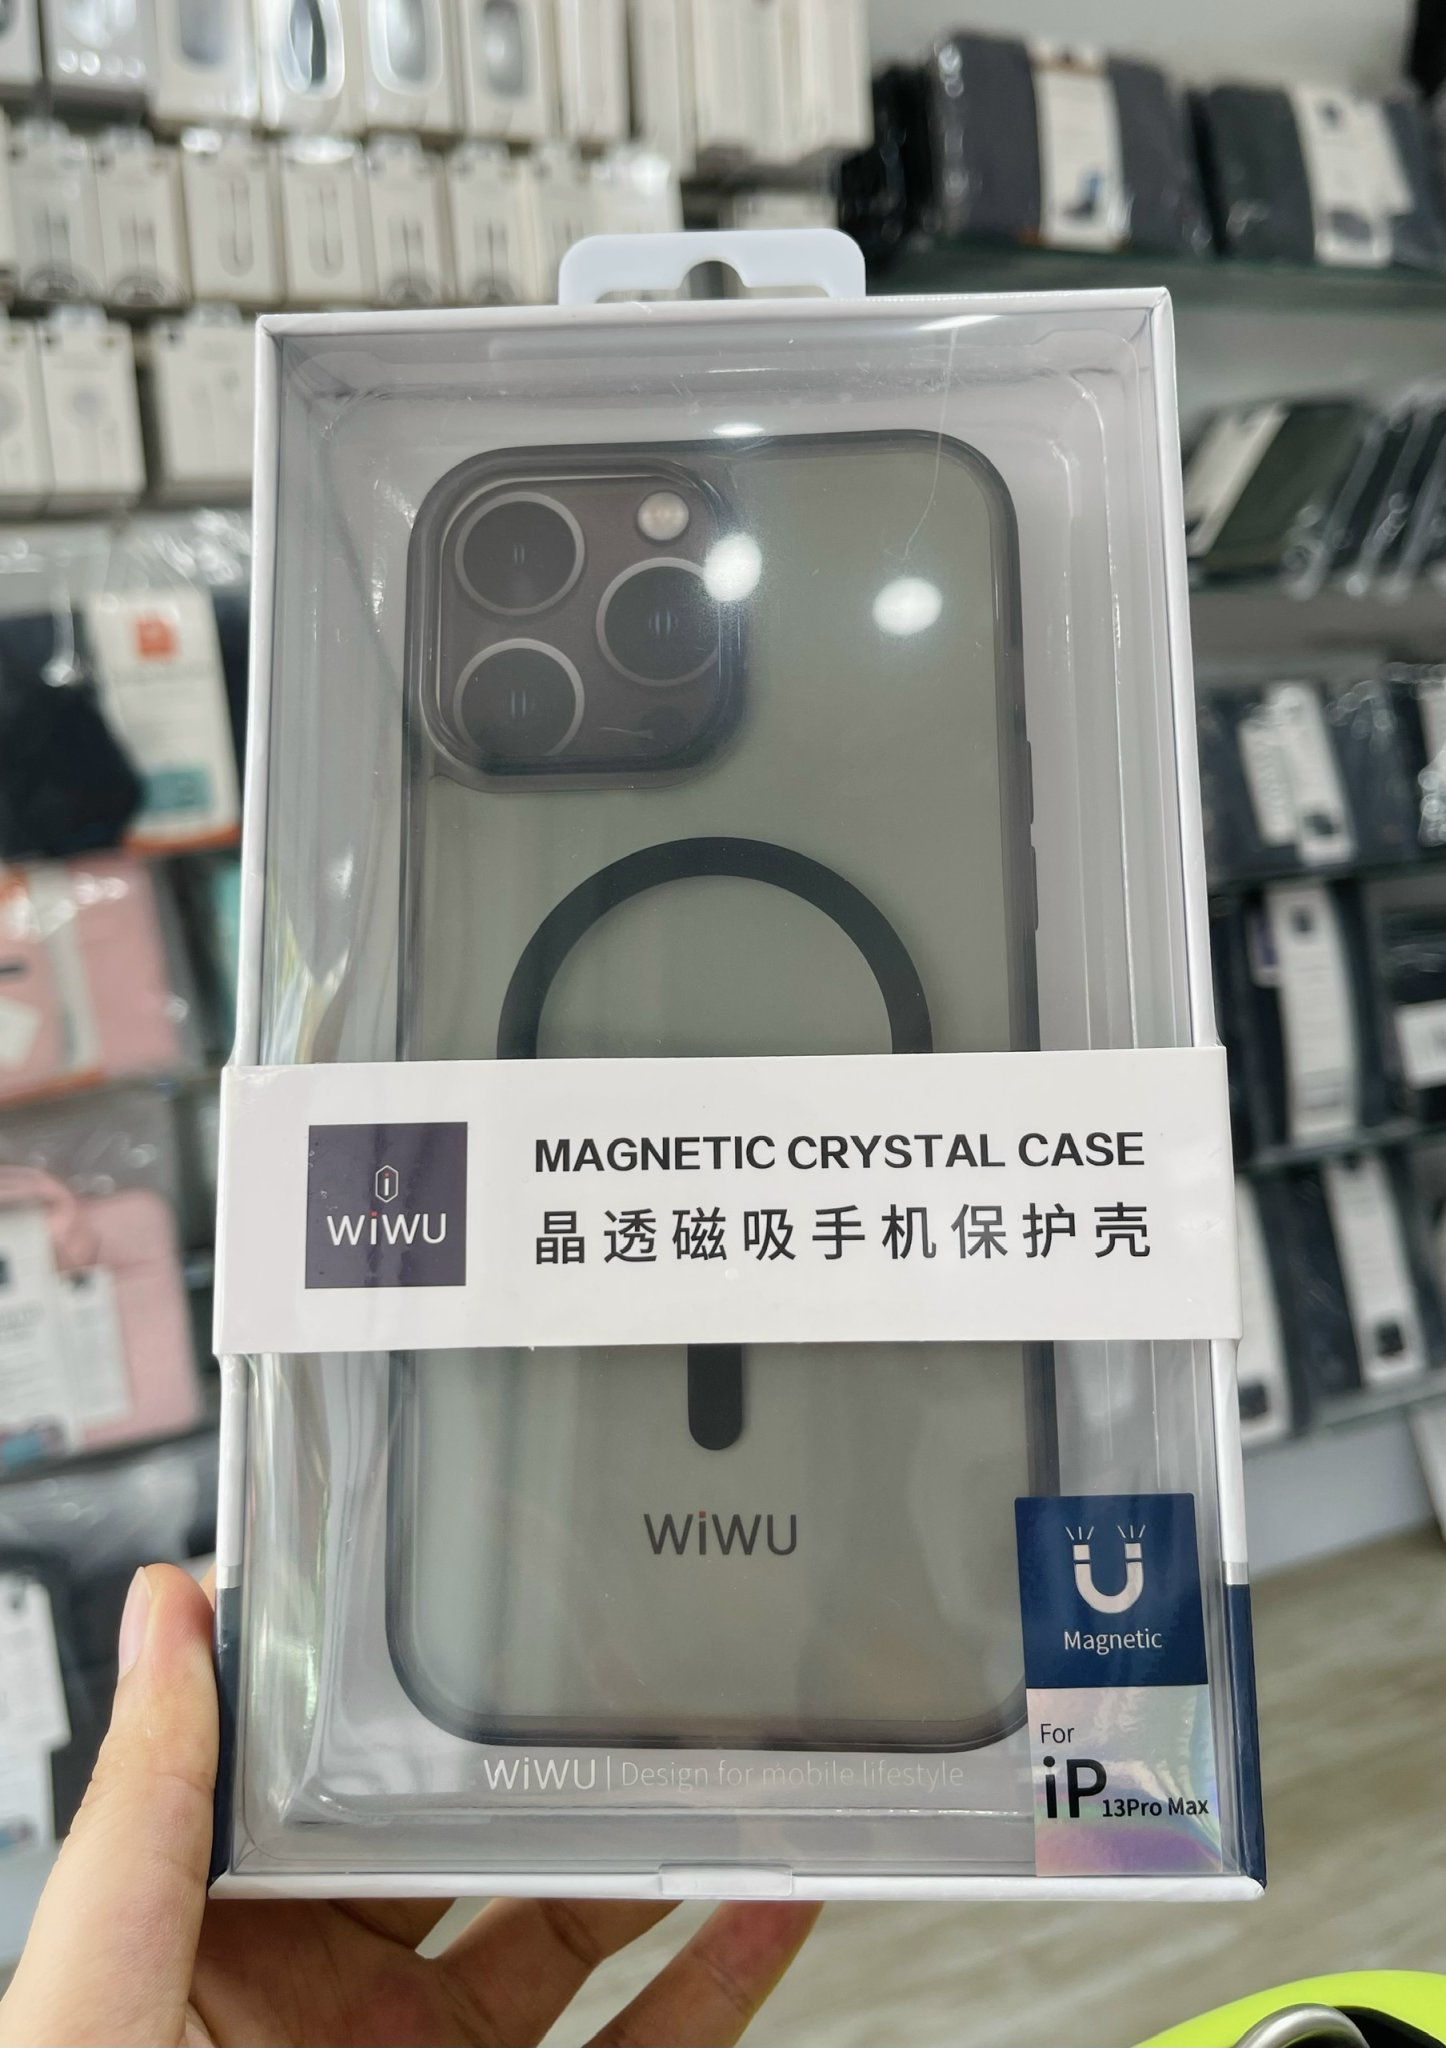 WiWU
MAGNETIC CRYSTAL CASE
晶透磁吸手机保护壳
WiWU
Magnetic
For
iP 13Pro Max
WiWU | Design for mobile lifestyle